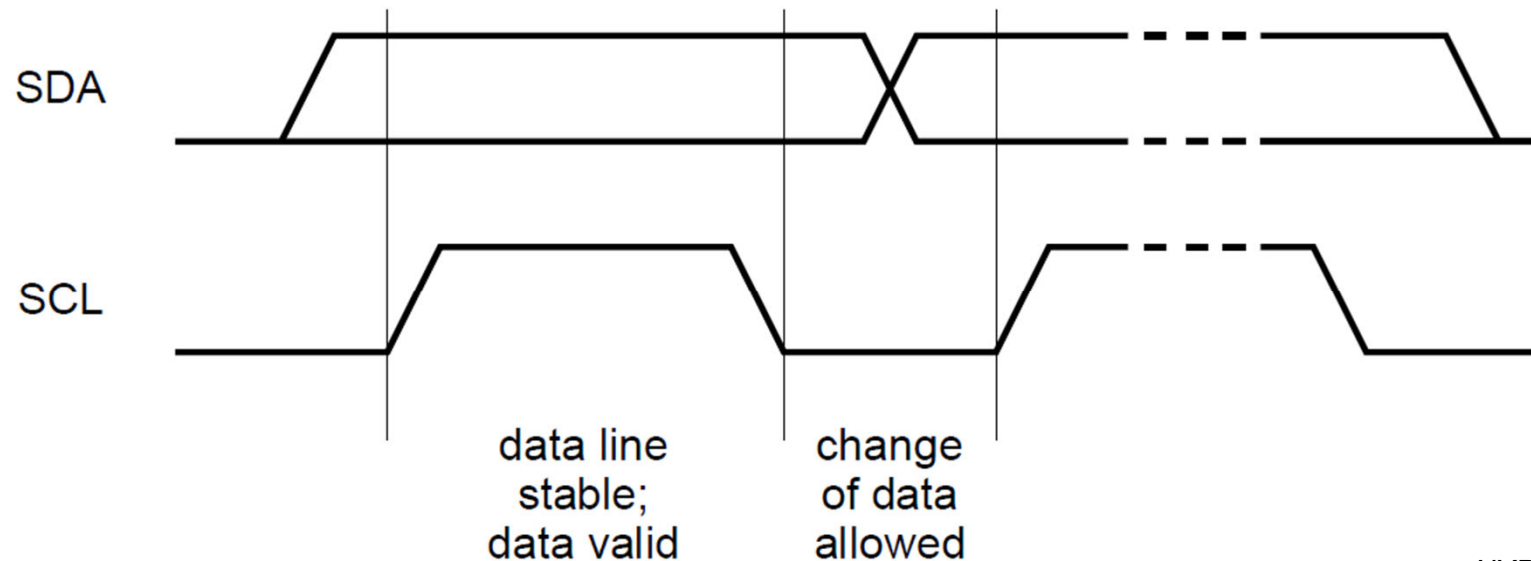 SDA
SCL
data line
stable;
data valid
change
of data
allowed